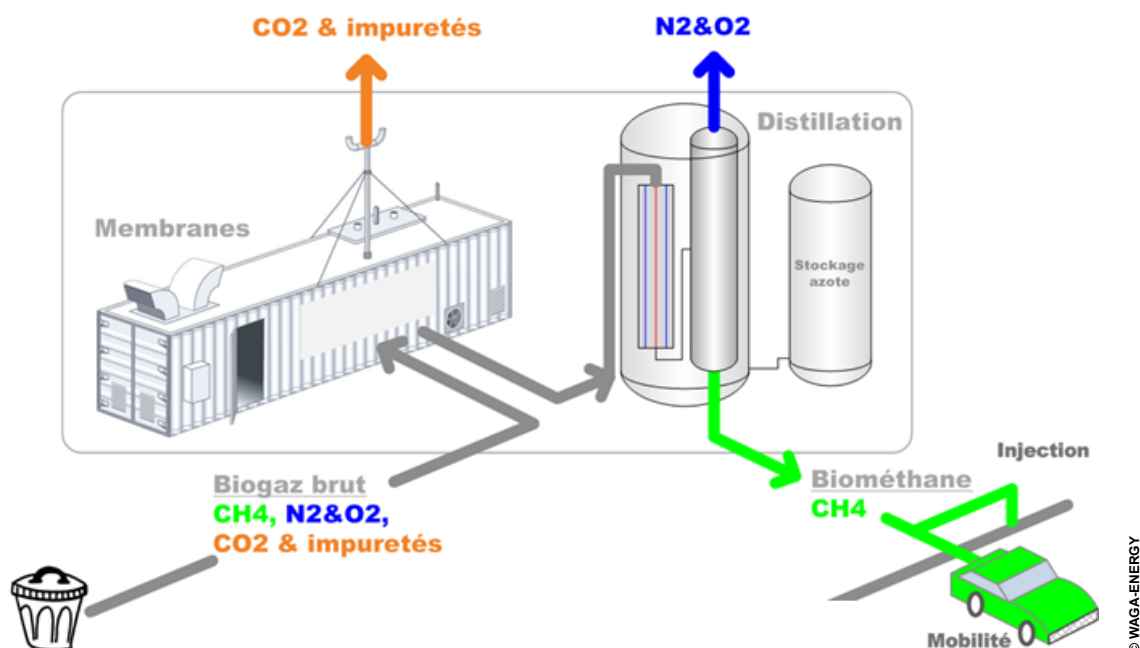 CO2 & impuretés
N2&O2
Distillation
Membranes
Stockage
azote
Biogaz brut
CH4, N2&O2,
CO2 & impuretés
Injection
Biométhane
CH4
Mobilité
© WAGA-ENERGY